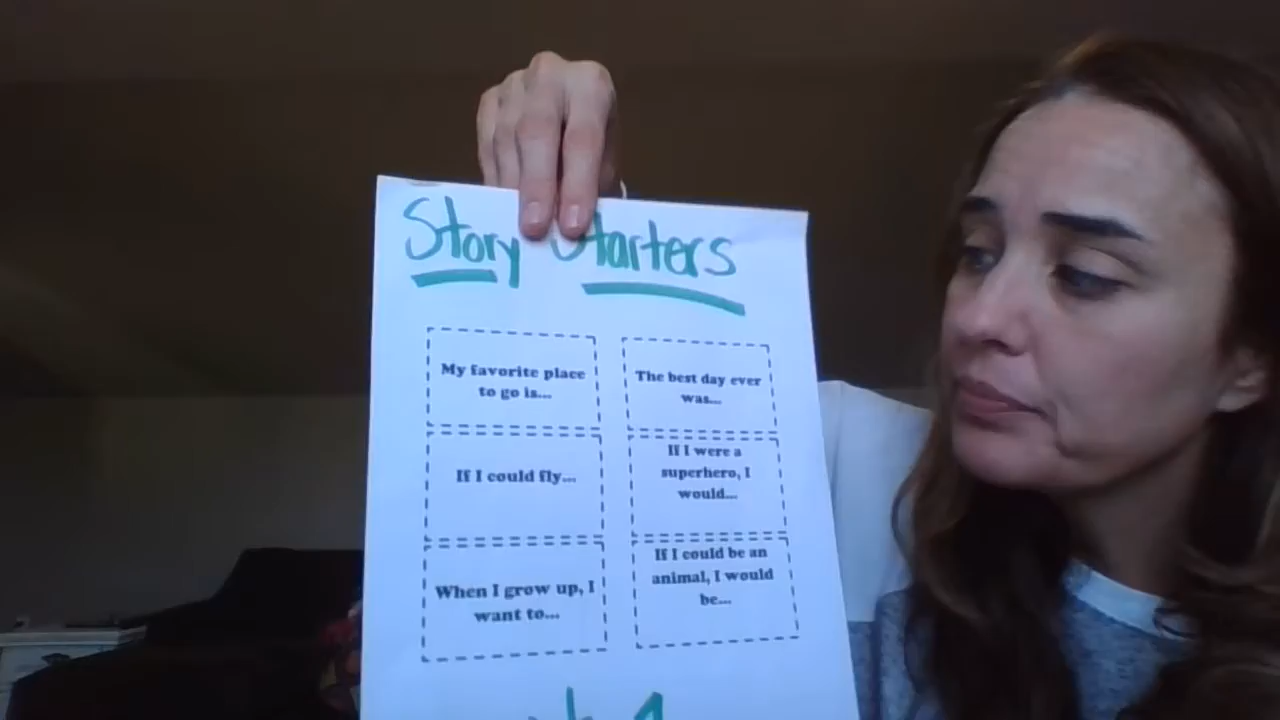 Story Starters
My favorite place
to go is...
The best day ever
was...
If I could fly...
If I were a
superhero, I
would...
When I grow up, I
want to...
If I could be an
animal, I would
be...